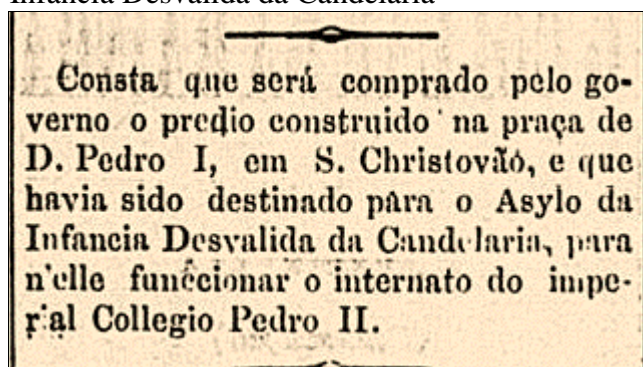 Infancia Desvalida da Candelaria
Consta que será comprado pelo go-
verno o predio construido na praça de
D. Pedro I, em S. Christovão, e que
havia sido destinado para o Asylo da
Infancia Desvalida da Candelaria, para
n'elle funccionar o internato do impe-
rial Collegio Pedro II.